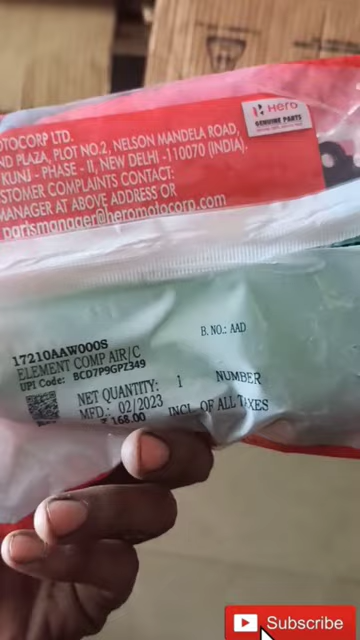 Hero
GENUINE PARTS
OTOCORP LTD.
ND PLAZA, PLOT NO.2, NELSON MANDELA ROAD,
KUNJ - PHASE - II, NEW DELHI -110070 (INDIA).
STOMER COMPLAINTS CONTACT:
MANAGER AT ABOVE ADDRESS OR
partsmanager@heromotocorp.com
B. NO.: AAD
17210AAW000S
ELEMENT COMP AIR/C
UPI Code: BCD7P9GPZ349
NET QUANTITY: 1 NUMBER
MFD.: 02/2023
₹ 168.00 INCL. OF ALL TAXES
Subscribe